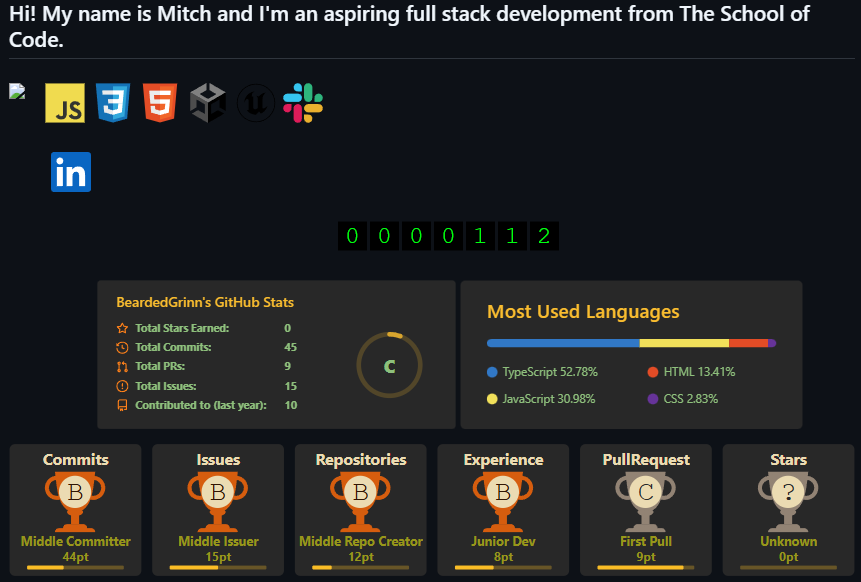 Hi! My name is Mitch and I'm an aspiring full stack development from The School of
Code.
JS 3 5
in
0 0 0 0 1 1 2
BeardedGrinn's GitHub Stats
Total Stars Earned: 0
Total Commits: 45
Total PRs: 9
Total Issues: 15
Contributed to (last year): 10
C
Most Used Languages
TypeScript 52.78% HTML 13.41%
JavaScript 30.98% CSS 2.83%
Commits Issues Repositories Experience PullRequest Stars
B B B B C ?
Middle Committer Middle Issuer Middle Repo Creator Junior Dev First Pull Unknown
44pt 15pt 12pt 8pt 9pt 0pt